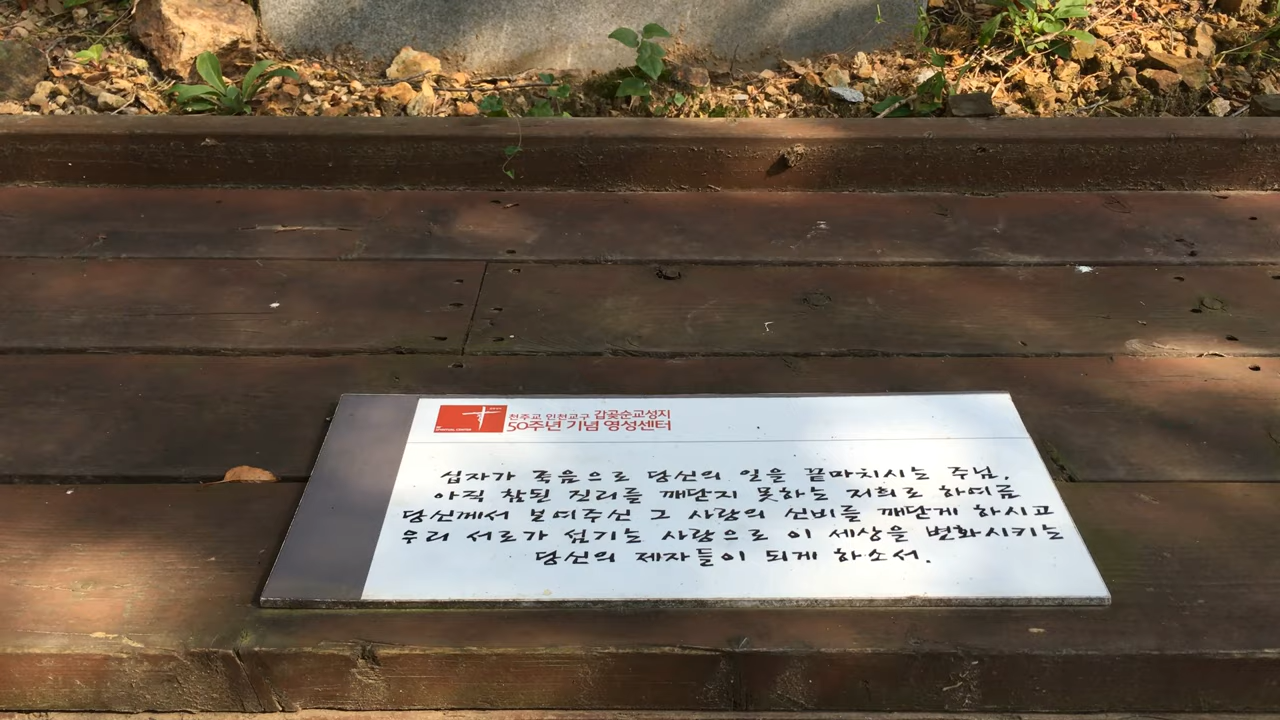 천주교 인천교구 갑곶순교성지
50주년 기념 영성센터
십자가 죽음으로 당신의 일을 끝마치시는 주님,
아직 참된 진리를 깨닫지 못하는 저희로 하여금
당신께서 보여주신 그 사랑의 신비를 깨닫게 하시고
우리 서로가 섬기는 사랑으로 이 세상을 변화시키는
당신의 제자들이 되게 하소서.